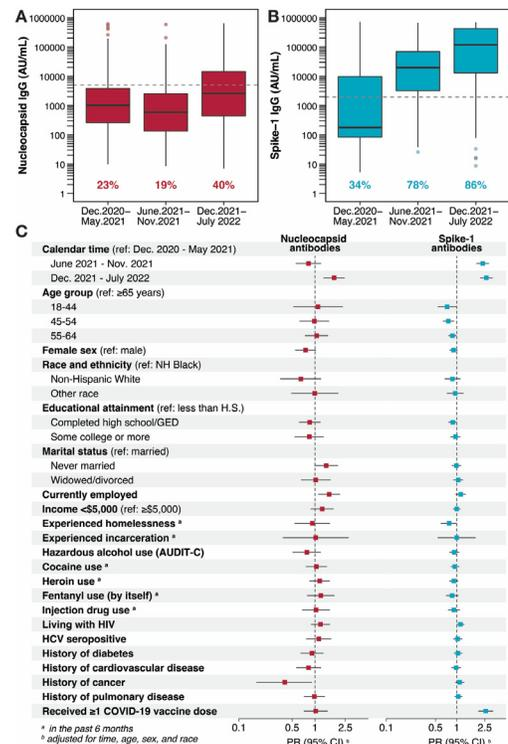 A
B
1000000
100000
10000
1000
100
10
1
Nucleocapsid IgG (AU/mL)
23%
19%
40%
Dec.2020–
May.2021
June.2021–
Nov.2021
Dec.2021–
July.2022
1000000
100000
10000
1000
100
10
1
Spike–1 IgG (AU/mL)
34%
78%
86%
Dec.2020–
May.2021
June.2021–
Nov.2021
Dec.2021–
July.2022
C
Nucleocapsid
antibodies
Spike-1
antibodies
Calendar time (ref: Dec. 2020 - May 2021)
June 2021 - Nov. 2021
Dec. 2021 - July 2022
Age group (ref: ≥65 years)
18-44
45-54
55-64
Female sex (ref: male)
Race and ethnicity (ref: NH Black)
Non-Hispanic White
Other race
Educational attainment (ref: less than H.S.)
Completed high school/GED
Some college or more
Marital status (ref: married)
Never married
Widowed/divorced
Currently employed
Income <$5,000 (ref: ≥$5,000)
Experienced homelessness a
Experienced incarceration a
Hazardous alcohol use (AUDIT-C)
Cocaine use a
Heroin use a
Fentanyl use (by itself) a
Injection drug use a
Living with HIV
HCV seropositive
History of diabetes
History of cardiovascular disease
History of cancer
History of pulmonary disease
Received ≥1 COVID-19 vaccine dose
0.1 0.5 1 2.5 0.1 0.5 1 2.5
a in the past 6 months
b adjusted for time, age, sex, and race
PR (95% CI) PR (95% CI)